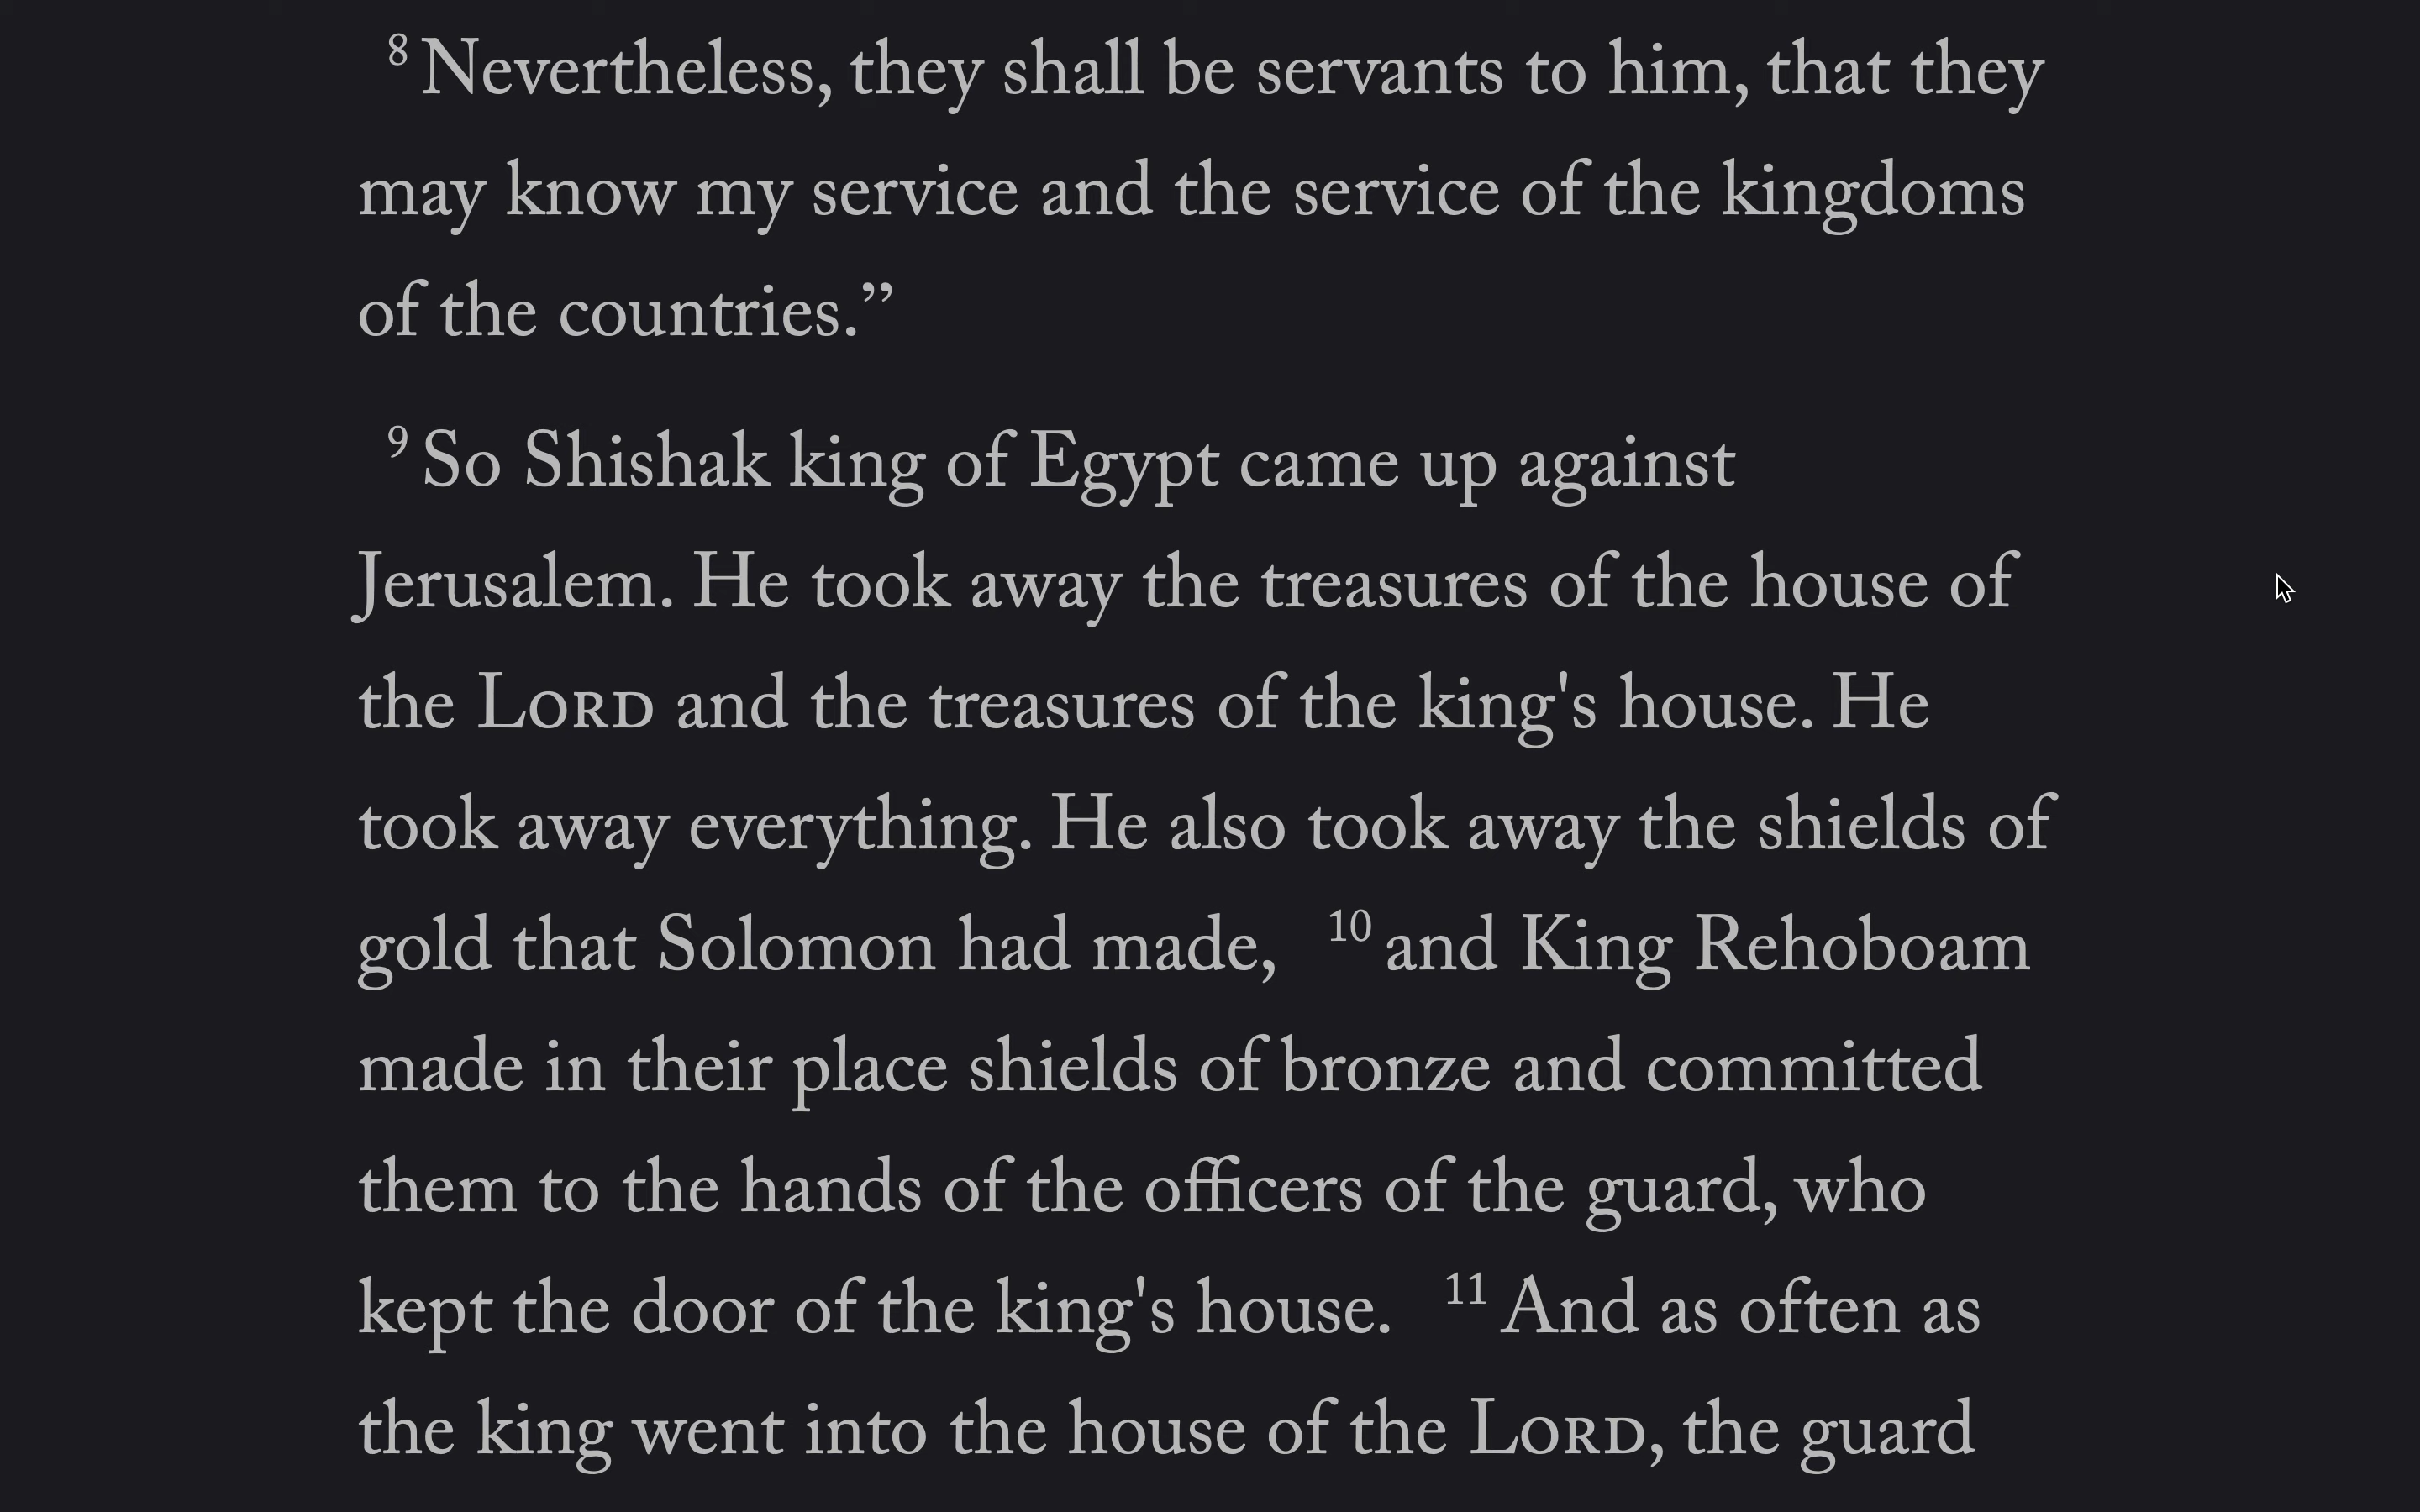 8 Nevertheless, they shall be servants to him, that they
may know my service and the service of the kingdoms
of the countries.”
9 So Shishak king of Egypt came up against
Jerusalem. He took away the treasures of the house of
the LORD and the treasures of the king's house. He
took away everything. He also took away the shields of
gold that Solomon had made, 10 and King Rehoboam
made in their place shields of bronze and committed
them to the hands of the officers of the guard, who
kept the door of the king's house. 11 And as often as
the king went into the house of the LORD, the guard